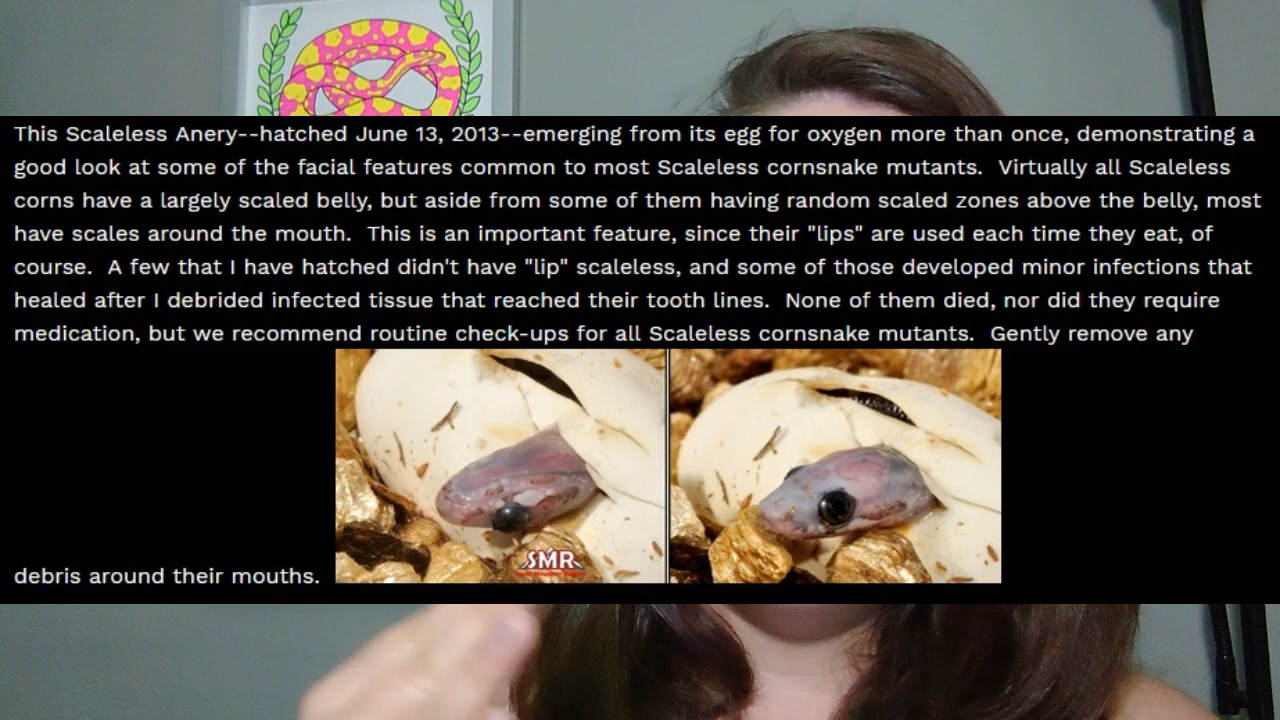 This Scaleless Anery--hatched June 13, 2013--emerging from its egg for oxygen more than once, demonstrating a
good look at some of the facial features common to most Scaleless cornsnake mutants.  Virtually all Scaleless
corns have a largely scaled belly, but aside from some of them having random scaled zones above the belly, most
have scales around the mouth.  This is an important feature, since their "lips" are used each time they eat, of
course.  A few that I have hatched didn't have "lip" scaleless, and some of those developed minor infections that
healed after I debrided infected tissue that reached their tooth lines.  None of them died, nor did they require
medication, but we recommend routine check-ups for all Scaleless cornsnake mutants.  Gently remove any
debris around their mouths.
SMR